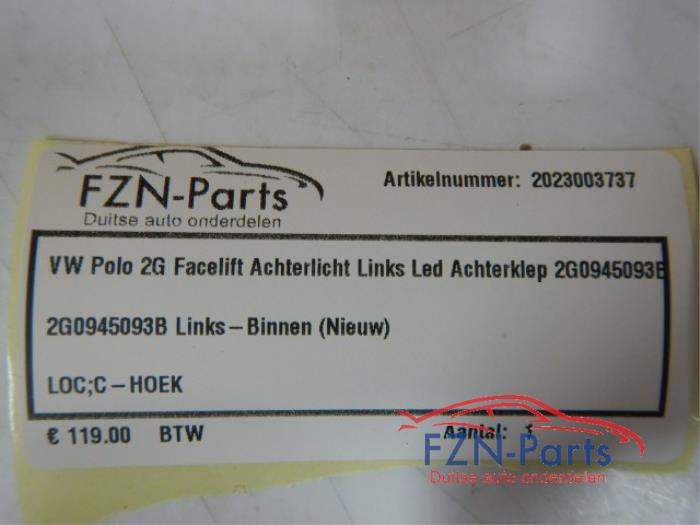 FZN-Parts
Duitse auto onderdelen
Artikelnummer: 2023003737
VW Polo 2G Facelift Achterlicht Links Led Achterklep 2G0945093B
2G0945093B Links-Binnen (Nieuw)
LOC;C-HOEK
€ 119.00 BTW
Aantal: 1
FZN-Parts
Duitse auto onderdelen